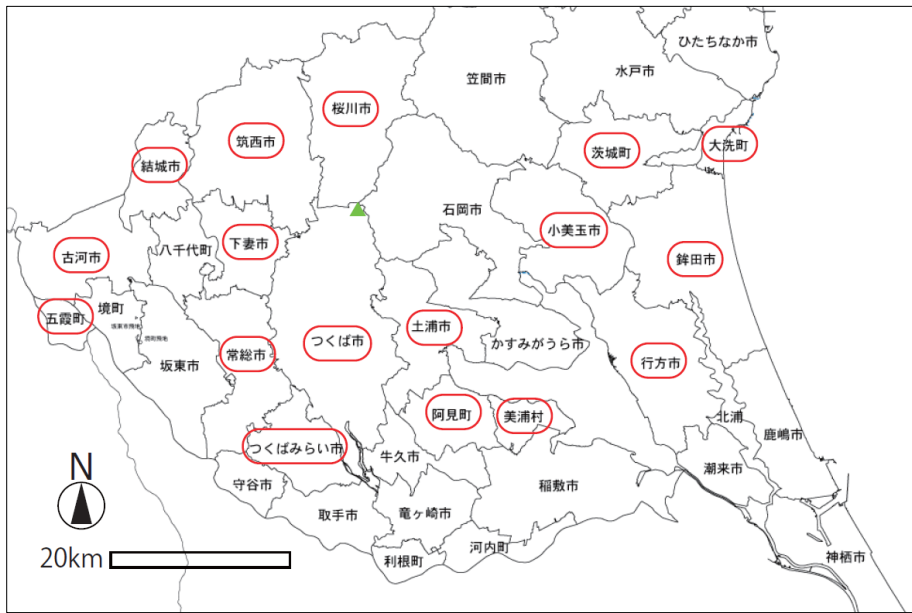 ひたちなか市
水戸市
笠間市
桜川市
筑西市
茨城町
大洗町
結城市
石岡市
小美玉市
八千代町
下妻市
古河市
鉾田市
境町
五霞町
土浦市
つくば市
かすみがうら市
常総市
坂東市
行方市
阿見町
美浦村
北浦
鹿嶋市
つくばみらい市
牛久市
潮来市
N
守谷市
稲敷市
取手市
竜ヶ崎市
河内町
神栖市
利根町
20km